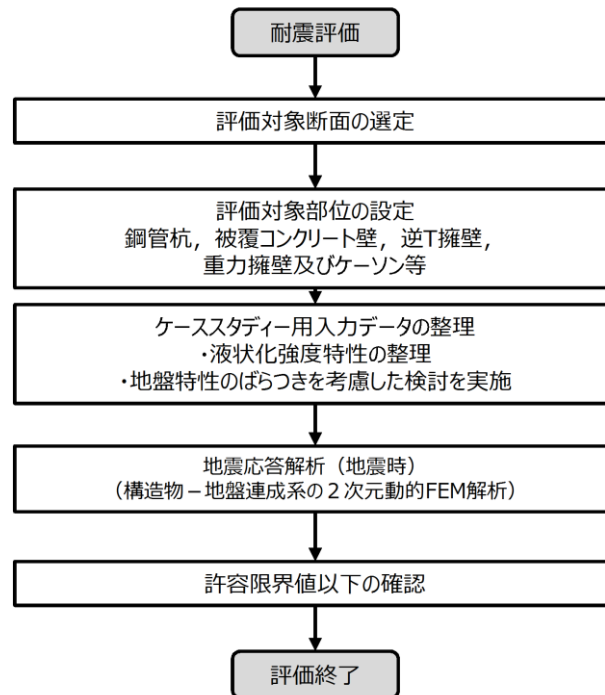 耐震評価
評価対象断面の選定
評価対象部位の設定
鋼管杭，被覆コンクリート壁，逆T擁壁，
重力擁壁及びケーソン等
ケーススタディー用入力データの整理
・液状化強度特性の整理
・地盤特性のばらつきを考慮した検討を実施
地震応答解析（地震時）
（構造物－地盤連成系の２次元動的FEM解析）
許容限界値以下の確認
評価終了